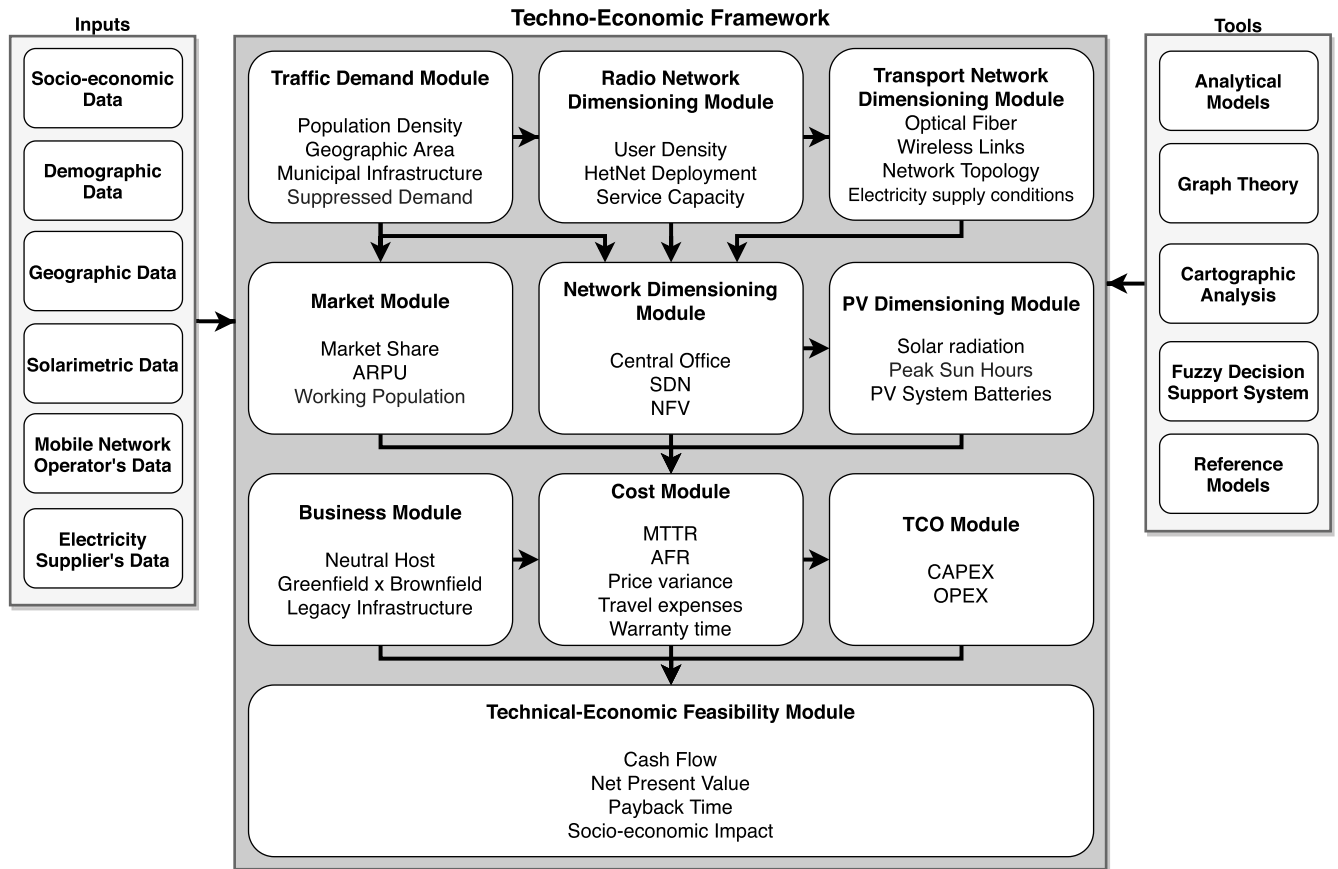 Techno-Economic Framework
Inputs
Socio-economic
Data
Demographic
Data
Geographic Data
Solarimetric Data
Mobile Network
Operator's Data
Electricity
Supplier's Data
Traffic Demand Module
Population Density
Geographic Area
Municipal Infrastructure
Suppressed Demand
Radio Network
Dimensioning Module
User Density
HetNet Deployment
Service Capacity
Transport Network
Dimensioning Module
Optical Fiber
Wireless Links
Network Topology
Electricity supply conditions
Market Module
Market Share
ARPU
Working Population
Network Dimensioning
Module
Central Office
SDN
NFV
PV Dimensioning Module
Solar radiation
Peak Sun Hours
PV System Batteries
Business Module
Neutral Host
Greenfield x Brownfield
Legacy Infrastructure
Cost Module
MTTR
AFR
Price variance
Travel expenses
Warranty time
TCO Module
CAPEX
OPEX
Technical-Economic Feasibility Module
Cash Flow
Net Present Value
Payback Time
Socio-economic Impact
Tools
Analytical
Models
Graph Theory
Cartographic
Analysis
Fuzzy Decision
Support System
Reference
Models